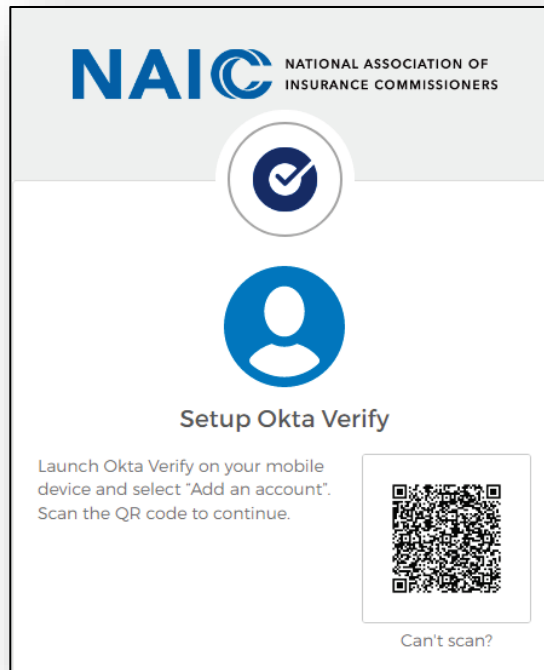 NAIC NATIONAL ASSOCIATION OF
INSURANCE COMMISSIONERS
Setup Okta Verify
Launch Okta Verify on your mobile
device and select “Add an account”.
Scan the QR code to continue.
Can't scan?